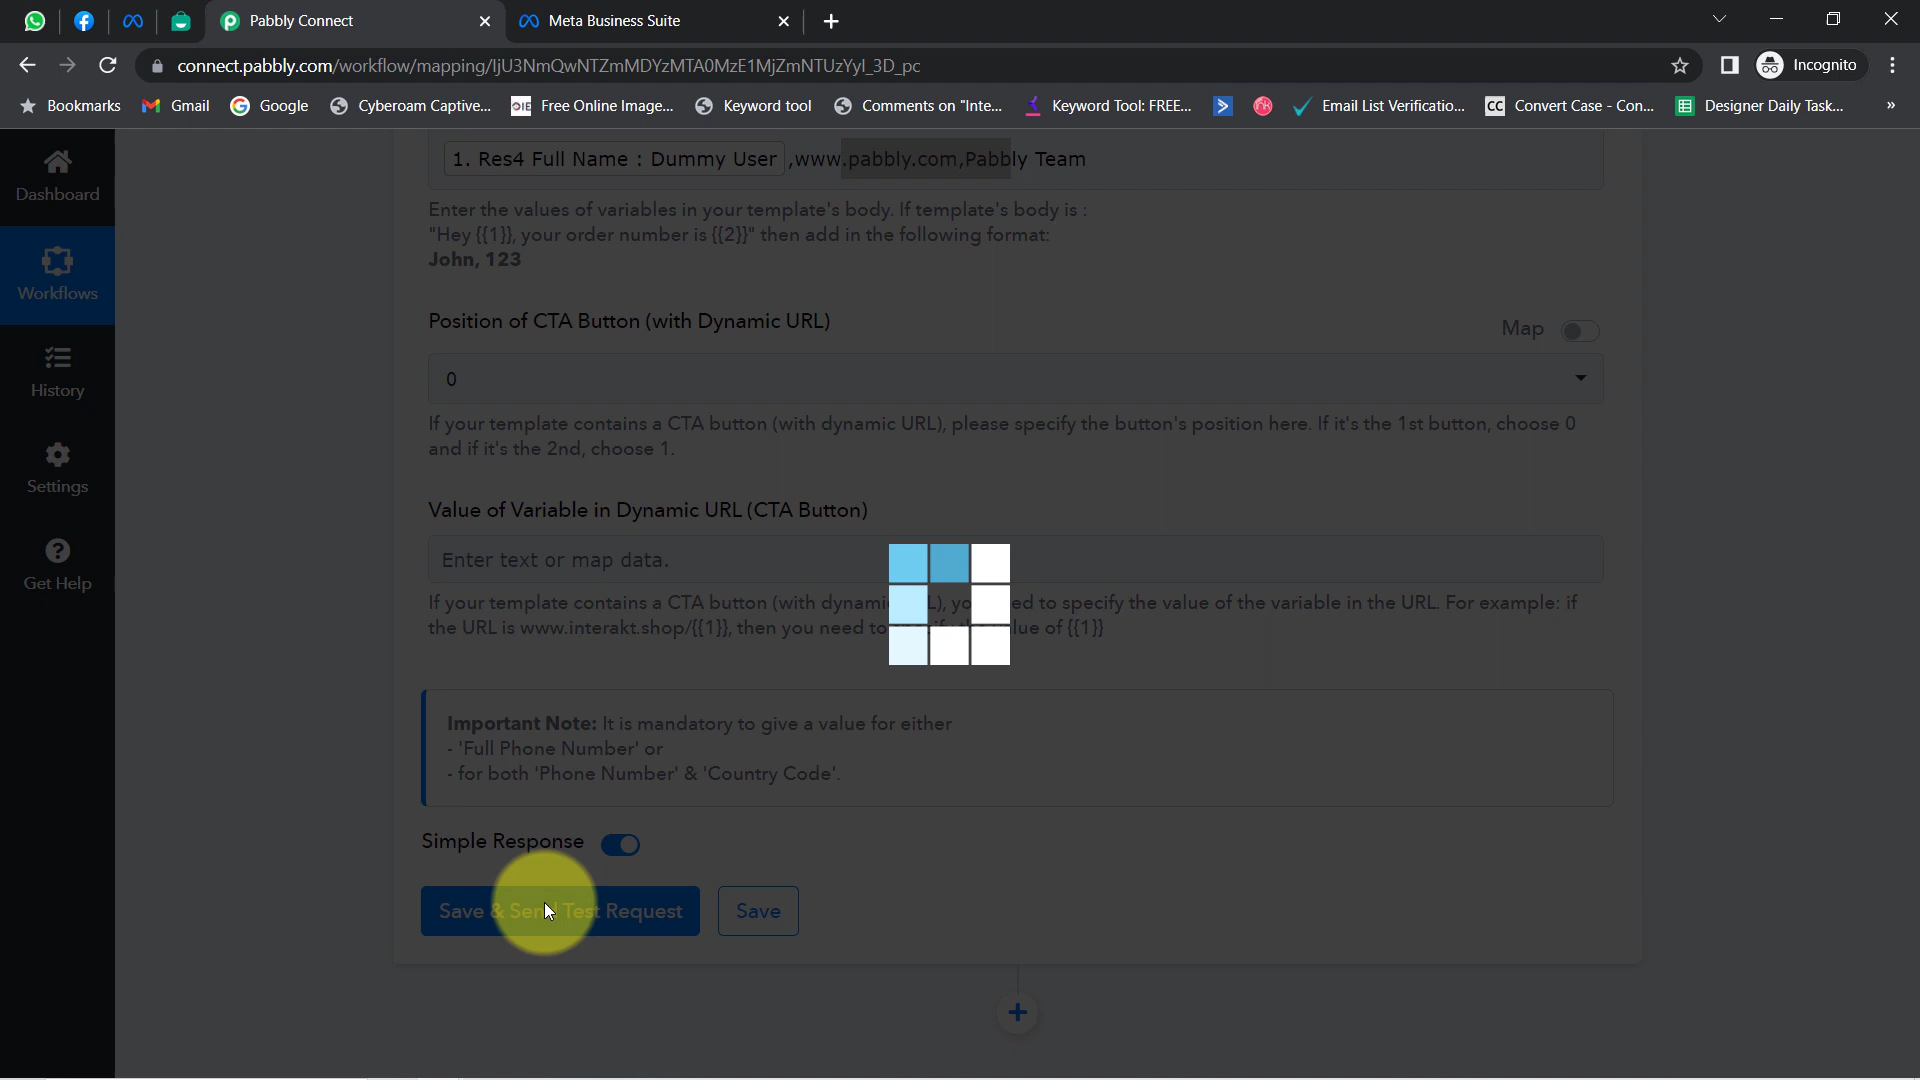 Pabbly Connect
Meta Business Suite
connect.pabbly.com/workflow/mapping/IjU3NmQwNTZmMDYzMTA0MzE1MjZmNTUzYyI_3D_pc
Incognito
Bookmarks
Gmail
Google
Cyberoam Captive...
OIE
Free Online Image...
Keyword tool
Comments on "Inte...
Keyword Tool: FREE...
Email List Verificatio...
CC
Convert Case - Con...
Designer Daily Task...
»
Dashboard
Workflows
History
Settings
Get Help
1. Res4 Full Name : Dummy User ,www.pabbly.com,Pabbly Team
Enter the values of variables in your template's body. If template's body is :
"Hey {{1}}, your order number is {{2}}" then add in the following format:
John, 123
Position of CTA Button (with Dynamic URL)
Map
0
If your template contains a CTA button (with dynamic URL), please specify the button's position here. If it's the 1st button, choose 0
and if it's the 2nd, choose 1.
Value of Variable in Dynamic URL (CTA Button)
Enter text or map data.
If your template contains a CTA button (with dynami L), yo ed to specify the value of the variable in the URL. For example: if
the URL is www.interakt.shop/{{1}}, then you need to lue of {{1}}
Important Note: It is mandatory to give a value for either
- 'Full Phone Number' or
- for both 'Phone Number' & 'Country Code'.
Simple Response
Save & Send Test Request
Save